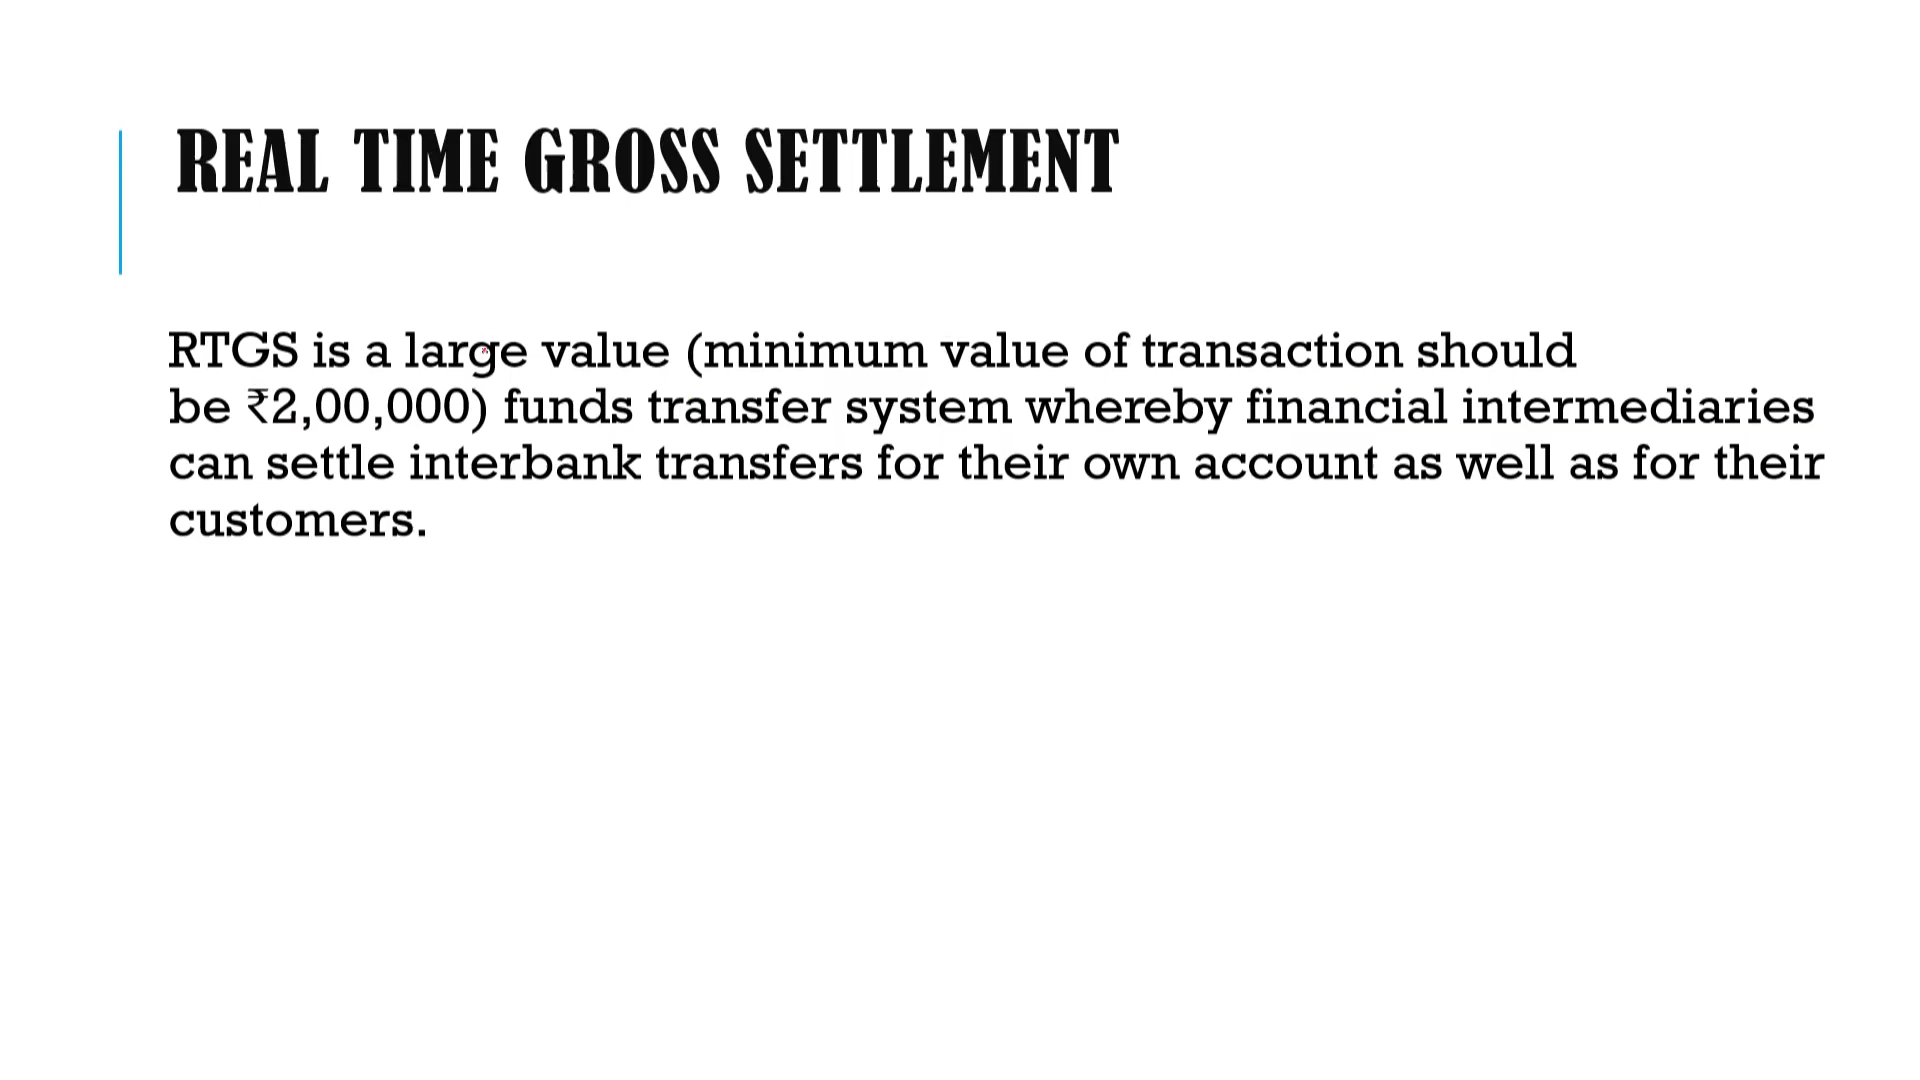 REAL TIME GROSS SETTLEMENT
RTGS is a large value (minimum value of transaction should
be ₹2,00,000) funds transfer system whereby financial intermediaries
can settle interbank transfers for their own account as well as for their
customers.